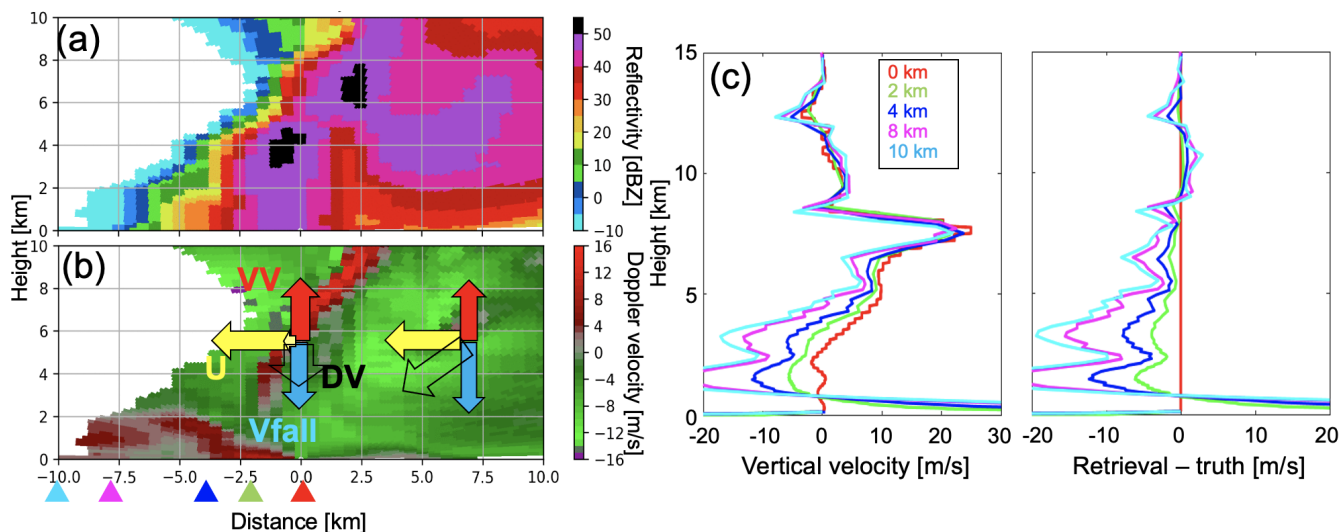 (a)
10
8
6
4
2
0
50
40
30
20
10
0
−10
Reflectivity [dBZ]
Height [km]
(b)
10
8
6
4
2
0
VV
U
DV
Vfall
16
12
8
4
0
−4
−8
−12
−16
Doppler velocity [m/s]
−10.0 −7.5 −5.0 −2.5 0.0 2.5 5.0 7.5 10.0
Distance [km]
(c)
Height [km]
15
10
5
0
0 km
2 km
4 km
8 km
10 km
-20 -10 0 10 20 30
Vertical velocity [m/s]
-20 -10 0 10 20
Retrieval – truth [m/s]